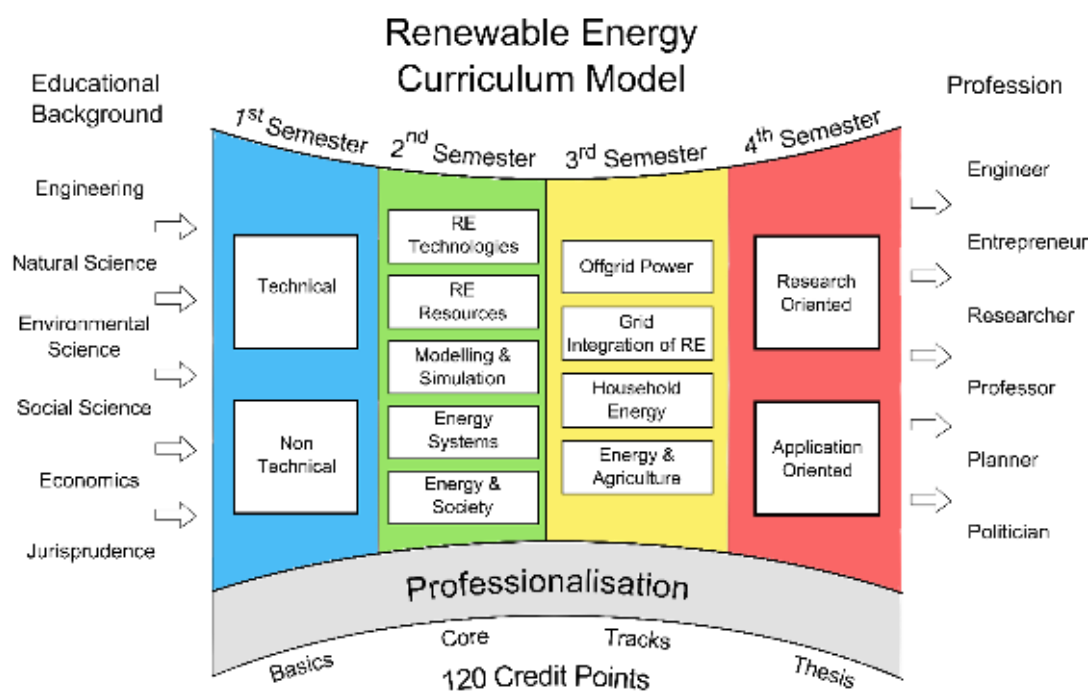 Renewable Energy
Curriculum Model
Educational
Background
Profession
1st Semester
2nd Semester
3rd Semester
4th Semester
Engineering
Natural Science
Environmental
Science
Social Science
Economics
Jurisprudence
Technical
Non
Technical
RE
Technologies
RE
Resources
Modelling &
Simulation
Energy
Systems
Energy &
Society
Offgrid Power
Grid
Integration of RE
Household
Energy
Energy &
Agriculture
Research
Oriented
Application
Oriented
Engineer
Entrepreneur
Researcher
Professor
Planner
Politician
Professionalisation
Basics
Core
Tracks
Thesis
120 Credit Points